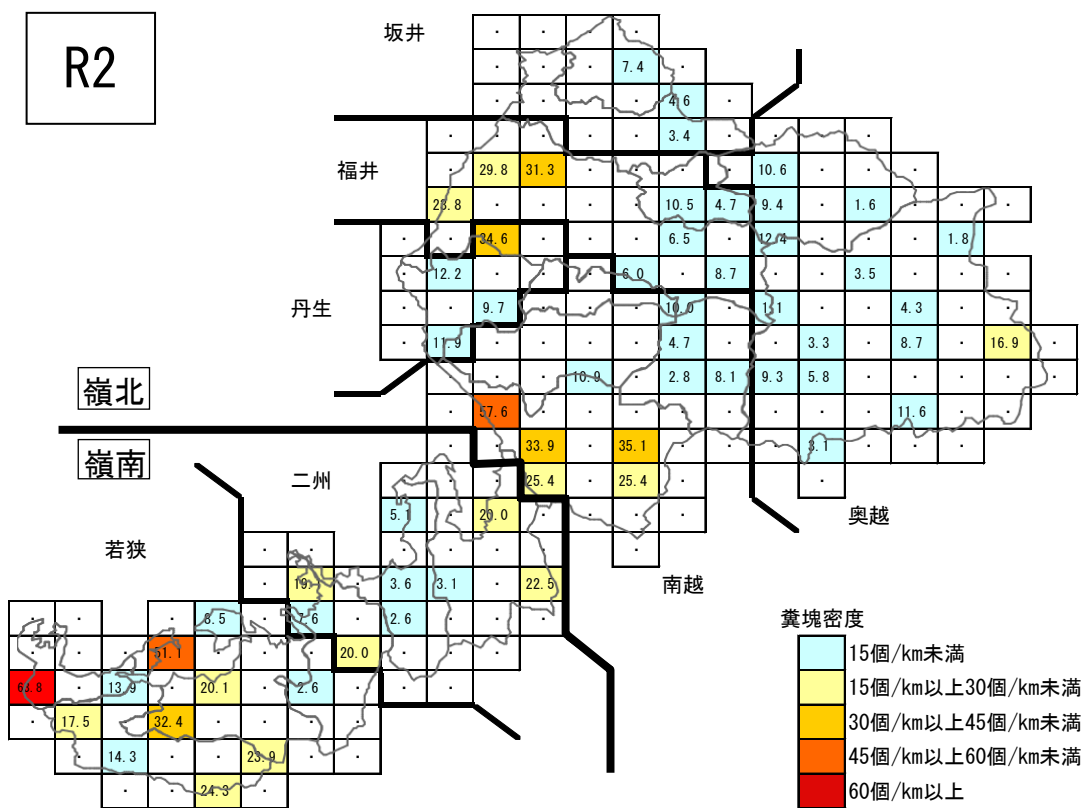 坂井
R2
7.4
4.6
3.4
福井 29.8 31.3 10.6
23.8 10.5 4.7 9.4 1.6
34.6 6.5 12.4 1.8
12.2 6.0 8.7 3.5
丹生 9.7 10.0 1.1 4.3
11.9 4.7 3.3 8.7 16.9
嶺北 10.9 2.8 8.1 9.3 5.8
57.6 11.6
33.9 35.1 3.1
嶺南
二州 25.4 25.4
5.1 20.0 奥越
若狭
3.6 3.1 22.5 南越
8.5 7.6 2.6
51.1 20.0
63.8 13.9 20.1 2.6
17.5 32.4
14.3 23.9
24.3
糞塊密度
15個/km未満
15個/km以上30個/km未満
30個/km以上45個/km未満
45個/km以上60個/km未満
60個/km以上